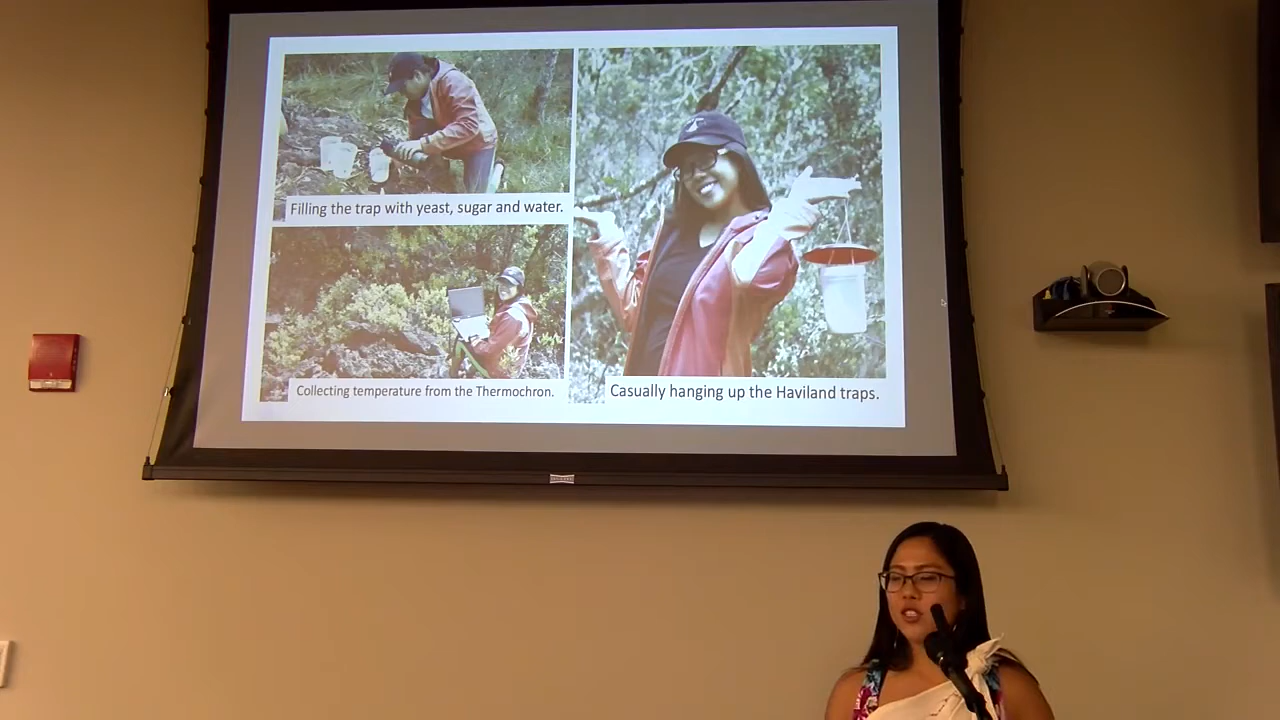 Filling the trap with yeast, sugar and water.
Collecting temperature from the Thermochron.
Casually hanging up the Haviland traps.